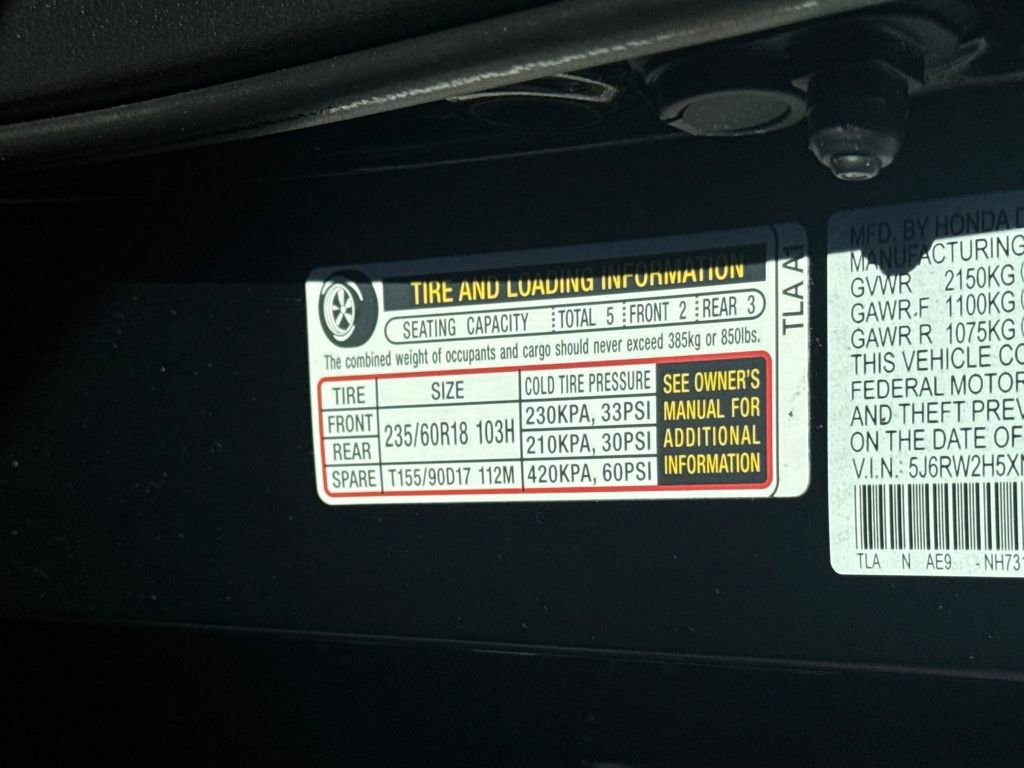 TIRE AND LOADING INFORMATION
SEATING CAPACITY TOTAL 5 FRONT 2 REAR 3
The combined weight of occupants and cargo should never exceed 385kg or 850lbs.
TIRE SIZE COLD TIRE PRESSURE
FRONT 235/60R18 103H 230KPA, 33PSI
REAR 210KPA, 30PSI
SPARE T155/90D17 112M 420KPA, 60PSI
SEE OWNER'S
MANUAL FOR
ADDITIONAL
INFORMATION
TLA A1
MFD. BY HONDA
MANUFACTURING
GVWR 2150KG
GAWR F 1100KG
GAWR R 1075KG
THIS VEHICLE
FEDERAL MOTOR
AND THEFT
ON THE DATE OF
V.I.N.: 5J6RW2H5X
TLA N AE9 -NH731